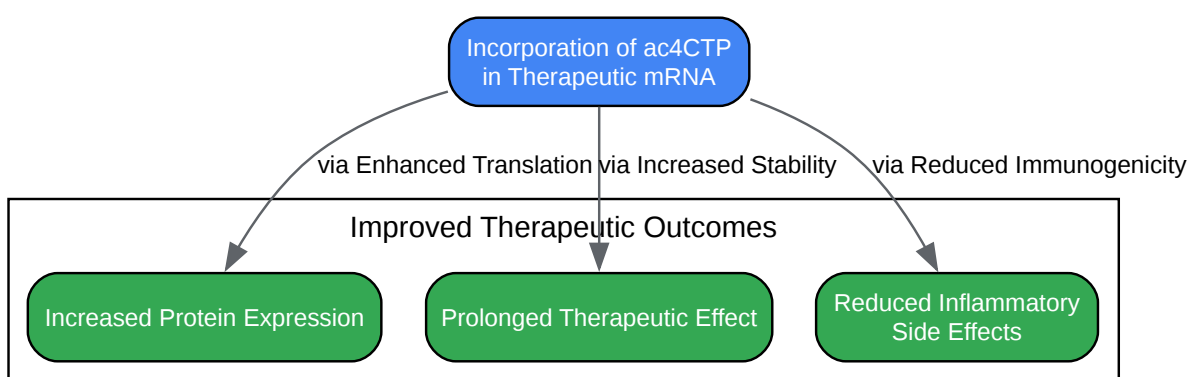 Incorporation of ac4CTP
in Therapeutic mRNA
via Enhanced Translation
via Increased Stability
via Reduced Immunogenicity
Improved Therapeutic Outcomes
Increased Protein Expression
Prolonged Therapeutic Effect
Reduced Inflammatory
Side Effects